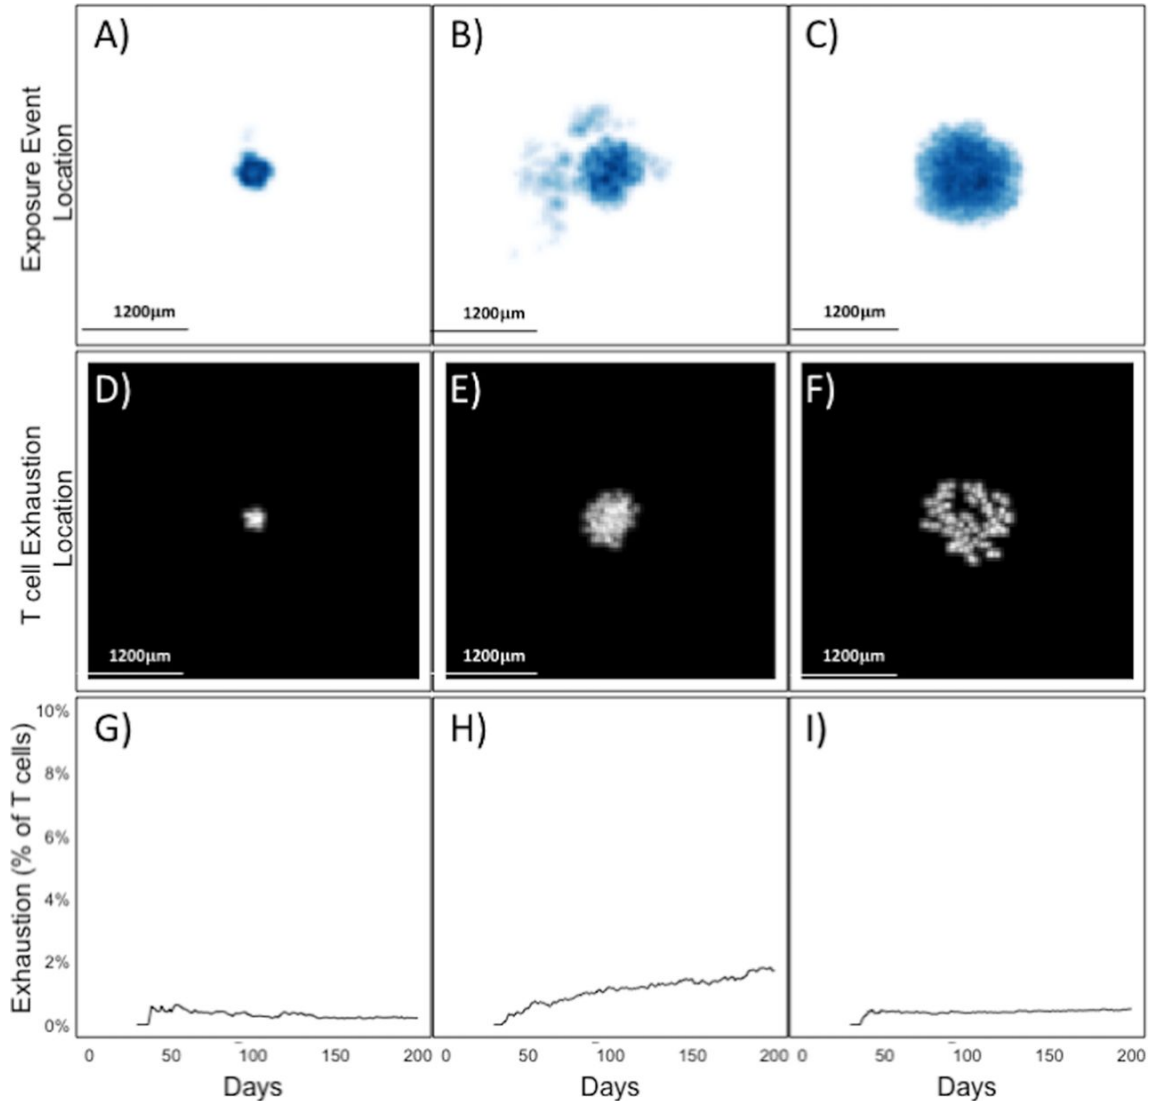 A)
B)
C)
Exposure Event
Location
1200μm
1200μm
1200μm
D)
E)
F)
T cell Exhaustion
Location
1200μm
1200μm
1200μm
G)
H)
I)
Exhaustion (% of T cells)
10%
8%
6%
4%
2%
0%
0 50 100 150 200
0 50 100 150 200
0 50 100 150 200
Days
Days
Days